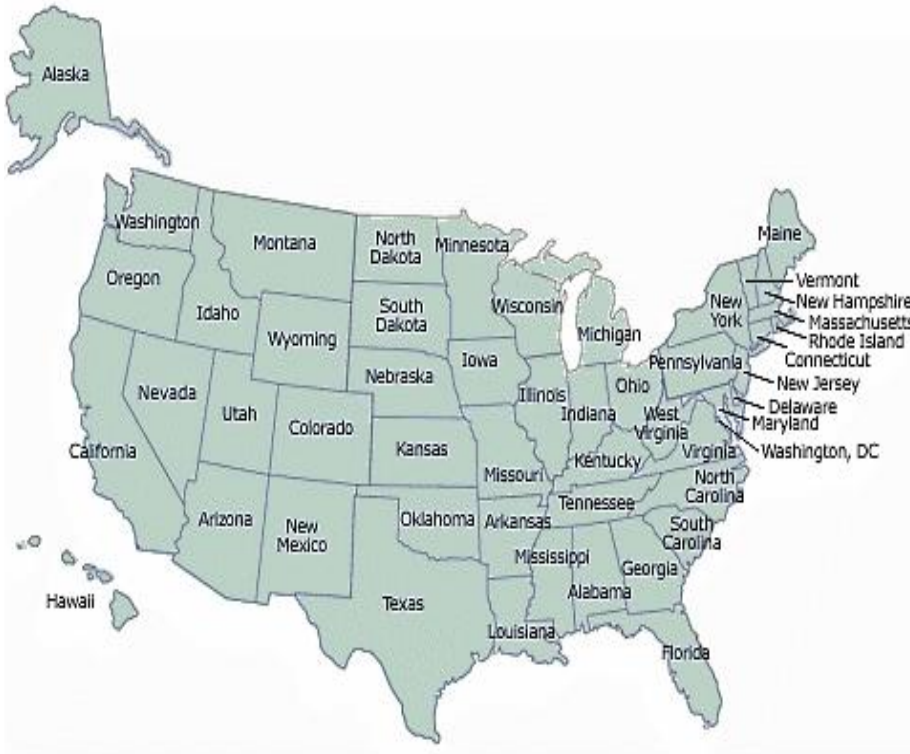 Alaska
Washington
Montana
North
Dakota
Minnesota
Maine
Oregon
Idaho
Wyoming
South
Dakota
Wisconsin
Michigan
New
York
Vermont
New Hampshire
Massachusetts
Rhode Island
Connecticut
Nevada
Utah
Colorado
Nebraska
Iowa
Illinois
Indiana
Ohio
Pennsylvania
New Jersey
Delaware
Maryland
Washington, DC
California
Kansas
Missouri
Kentucky
West
Virginia
Virginia
Arizona
New
Mexico
Oklahoma
Arkansas
Tennessee
North
Carolina
South
Carolina
Hawaii
Texas
Louisiana
Mississippi
Alabama
Georgia
Florida